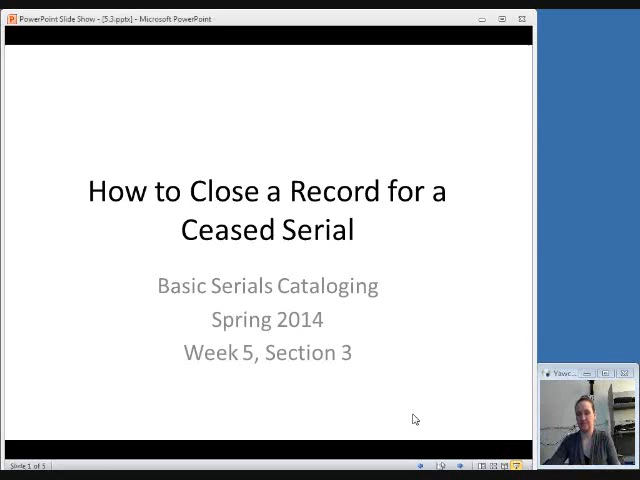 PowerPoint Slide Show - [5.3.pptx] - Microsoft PowerPoint
How to Close a Record for a
Ceased Serial
Basic Serials Cataloging
Spring 2014
Week 5, Section 3
Yawc...
Slide 1 of 5